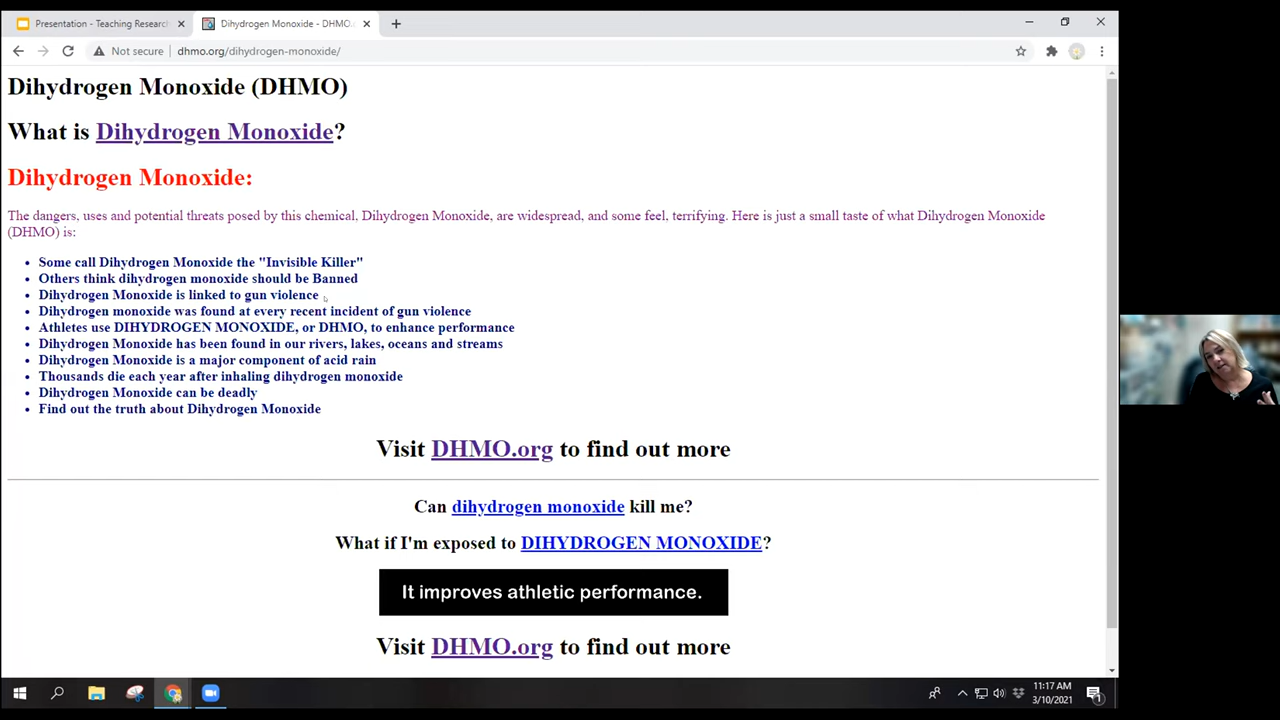 Presentation - Teaching Research
Dihydrogen Monoxide - DHMO.
Not secure
dhmo.org/dihydrogen-monoxide/
Dihydrogen Monoxide (DHMO)
What is Dihydrogen Monoxide?
Dihydrogen Monoxide:
The dangers, uses and potential threats posed by this chemical, Dihydrogen Monoxide, are widespread, and some feel, terrifying. Here is just a small taste of what Dihydrogen Monoxide
(DHMO) is:
Some call Dihydrogen Monoxide the "Invisible Killer"
Others think dihydrogen monoxide should be Banned
Dihydrogen Monoxide is linked to gun violence
Dihydrogen monoxide was found at every recent incident of gun violence
Athletes use DIHYDROGEN MONOXIDE, or DHMO, to enhance performance
Dihydrogen Monoxide has been found in our rivers, lakes, oceans and streams
Dihydrogen Monoxide is a major component of acid rain
Thousands die each year after inhaling dihydrogen monoxide
Dihydrogen Monoxide can be deadly
Find out the truth about Dihydrogen Monoxide
Visit DHMO.org to find out more
Can dihydrogen monoxide kill me?
What if I'm exposed to DIHYDROGEN MONOXIDE?
It improves athletic performance.
Visit DHMO.org to find out more
11:17 AM
3/10/2021
1